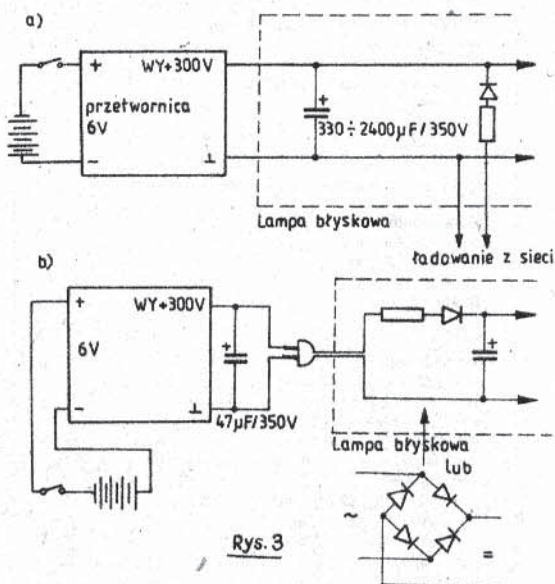 a)
+ WY+300V
przetwornica
6V
- ⊥
+
330÷2400µF/350V
Lampa błyskowa
ładowanie z sieci
b)
+ WY+300V
6V
- ⊥
+
47µF/350V
+
Lampa błyskowa
lub
~
=
Rys. 3